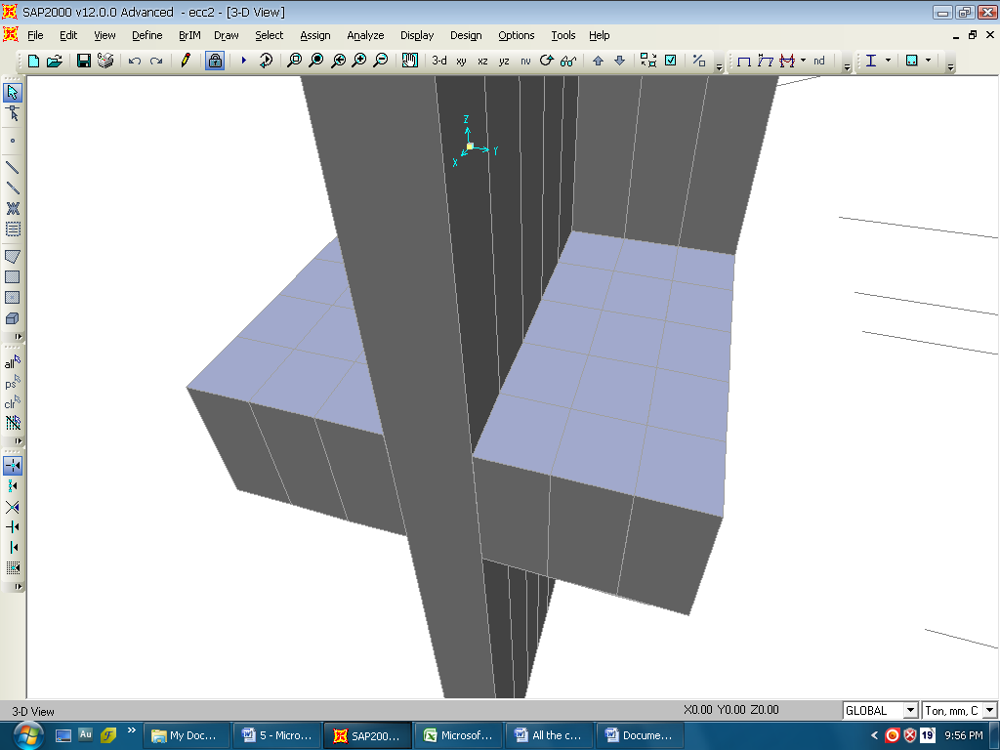 SAP2000 v12.0.0 Advanced - ecc2 - [3-D View]
File Edit View Define BrIM Draw Select Assign Analyze Display Design Options Tools Help
3-d xy xz yz nv nd
Z
Y
X
all
ps
clr
3-D View X0.00 Y0.00 Z0.00 GLOBAL Ton, mm, C
Au » My Doc... 5 - Micro... SAP200... Microsof... All the c... Docume... < 19 9:56 PM